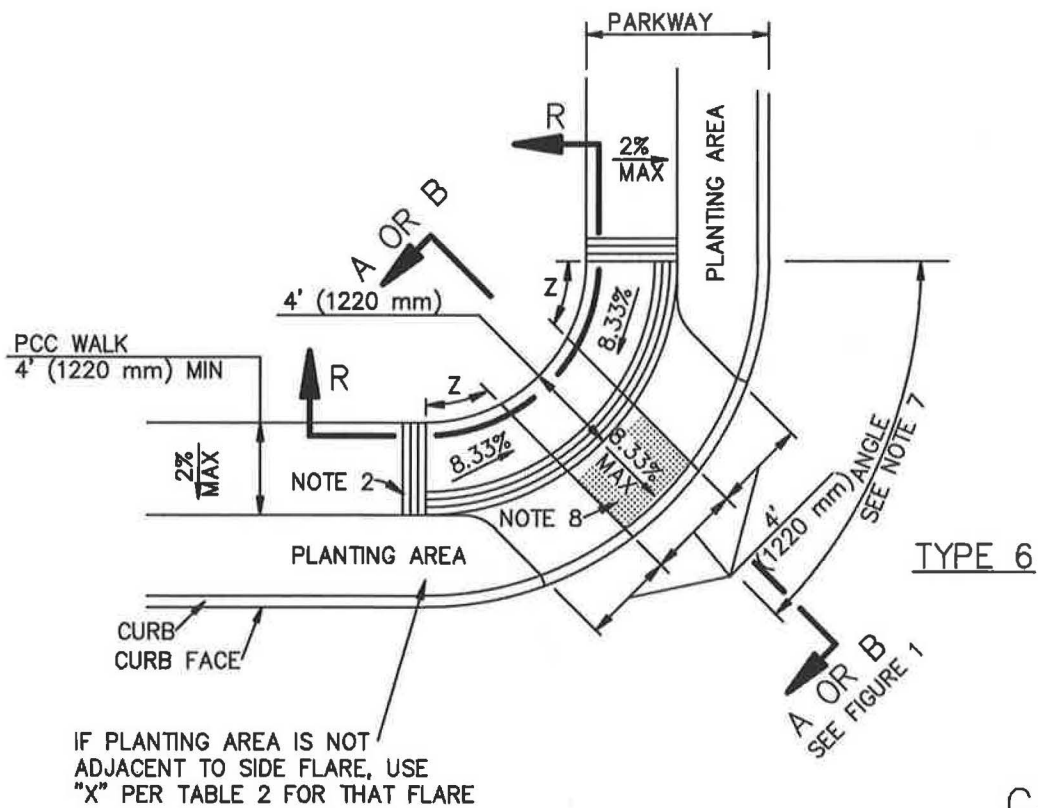 PARKWAY
R
2%
MAX
PLANTING AREA
A OR B
4' (1220 mm)
Z
8.33%
PCC WALK
4' (1220 mm) MIN
R
Z
2%
MAX
8.33%
NOTE 2
8.33%
MAX
NOTE 8
ANGLE
SEE NOTE 7
4'
(1220 mm)
TYPE 6
PLANTING AREA
CURB
CURB FACE
A OR B
SEE FIGURE 1
IF PLANTING AREA IS NOT
ADJACENT TO SIDE FLARE, USE
"X" PER TABLE 2 FOR THAT FLARE